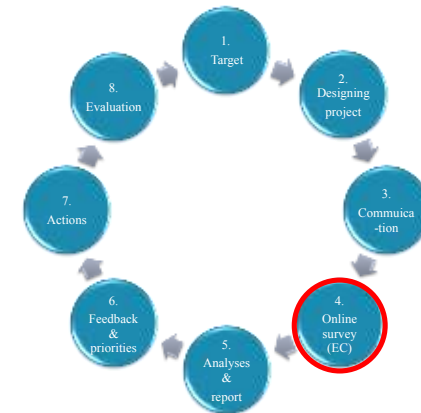 1.
Target
2.
Designing
project
3.
Commuica
-tion
4.
Online
survey
(EC)
5.
Analyses
&
report
6.
Feedback
&
priorities
7.
Actions
8.
Evaluation